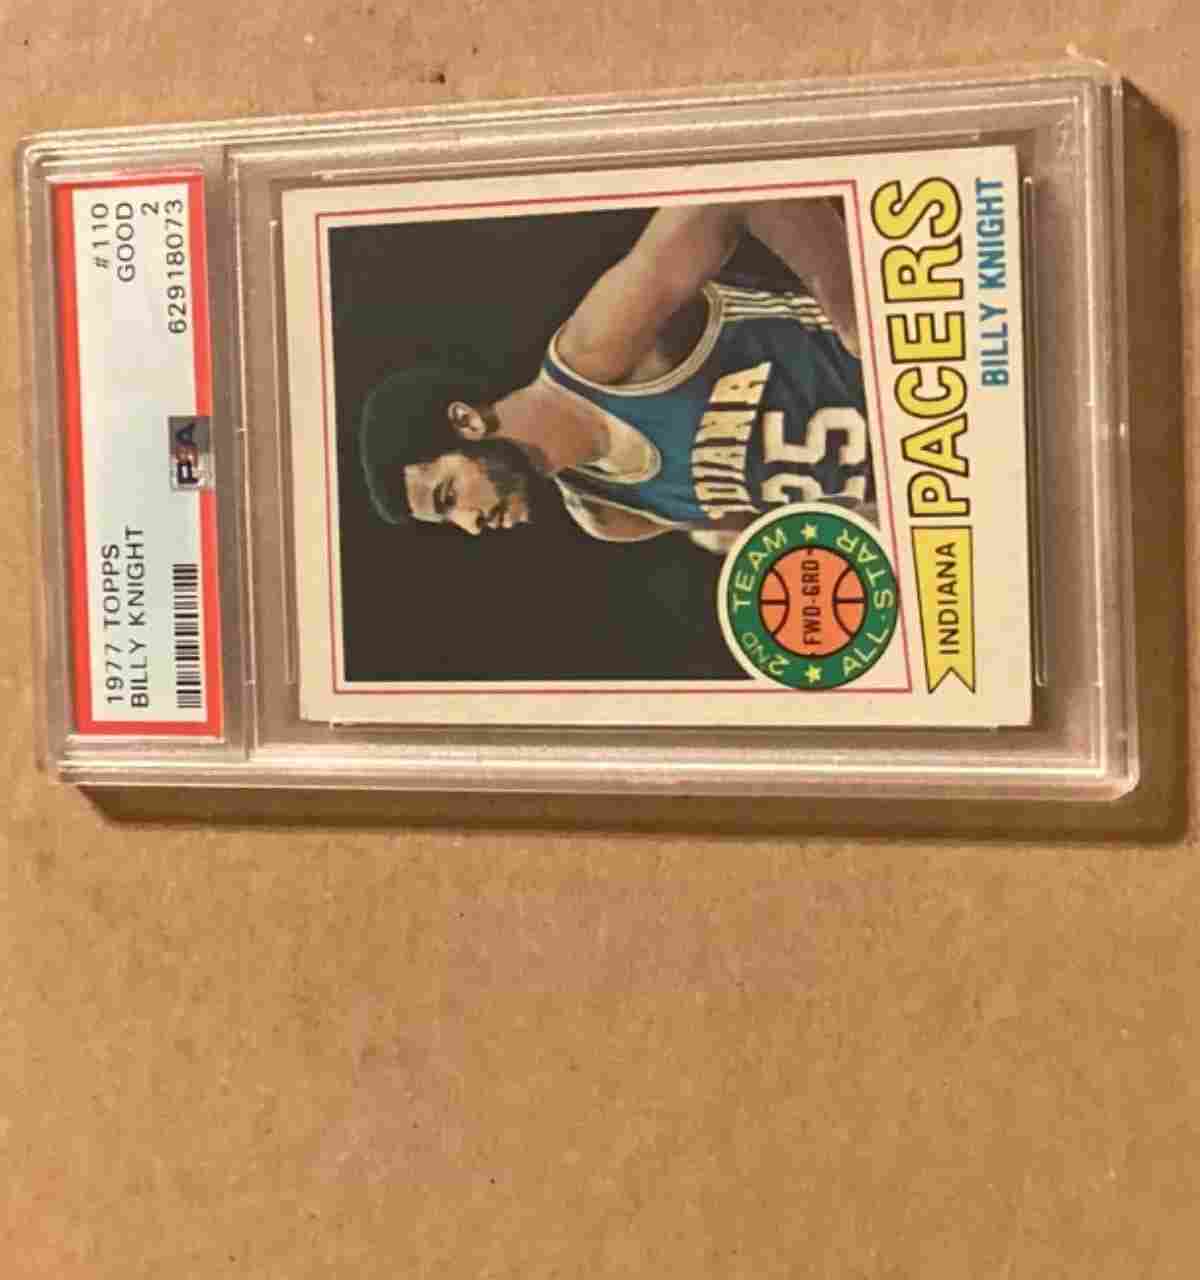 1977 TOPPS #110
BILLY KNIGHT GOOD
2
PSA 62918073
INDIANA
25
2ND TEAM
FWD-GRD
ALL-STAR
INDIANA PACERS
BILLY KNIGHT